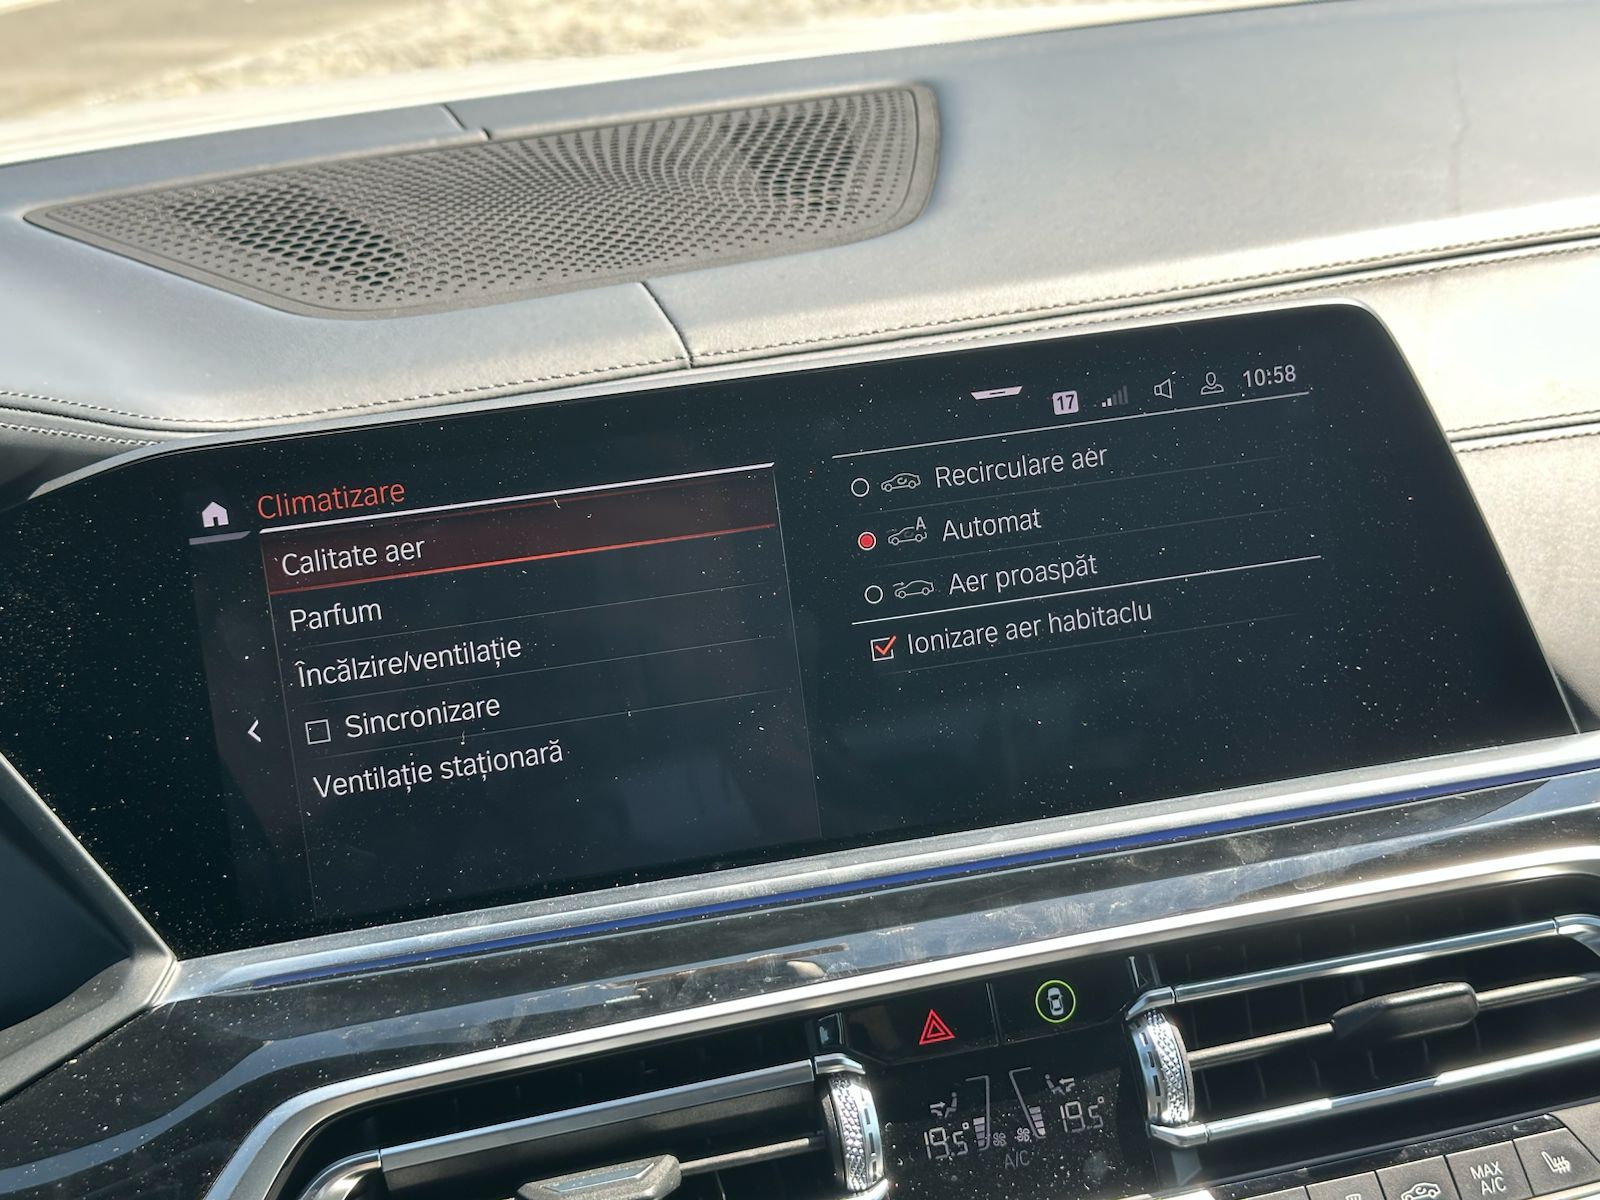 17 10:58
Climatizare
Calitate aer
Parfum
Încălzire/ventilație
Sincronizare
Ventilație staționară
Recirculare aer
A Automat
Aer proaspăt
Ionizare aer habitaclu
19.5° 19.5°
A/C
MAX
A/C